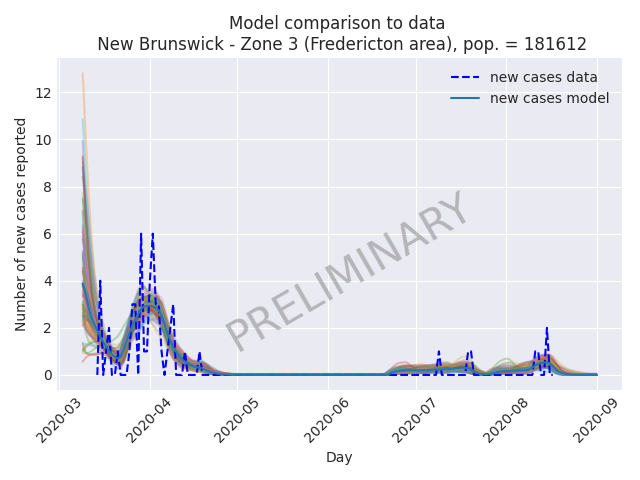 Model comparison to data
New Brunswick - Zone 3 (Fredericton area), pop. = 181612
new cases data
new cases model
Number of new cases reported
12
10
8
6
4
2
0
PRELIMINARY
2020-03
2020-04
2020-05
2020-06
2020-07
2020-08
2020-09
Day